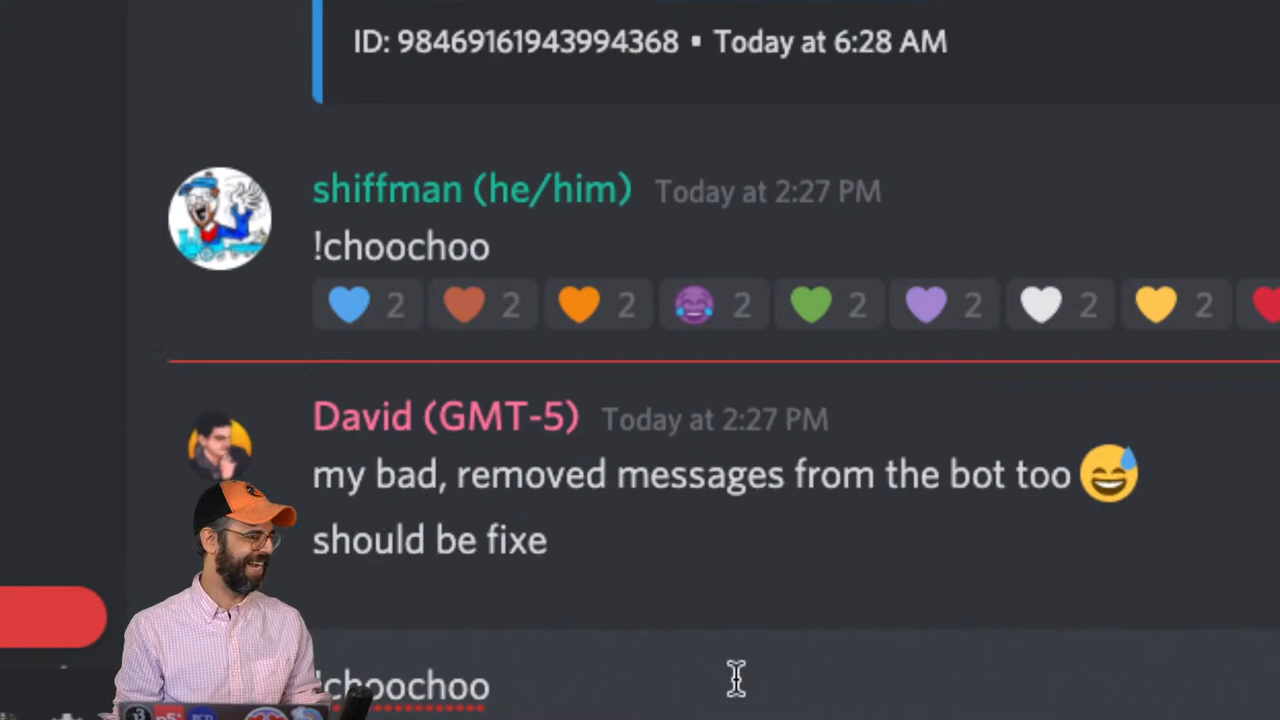 ID: 98469161943994368 ▪ Today at 6:28 AM
shiffman (he/him) Today at 2:27 PM
!choochoo
2 2 2 2 2 2 2 2
David (GMT-5) Today at 2:27 PM
my bad, removed messages from the bot too
should be fixe
!choochoo